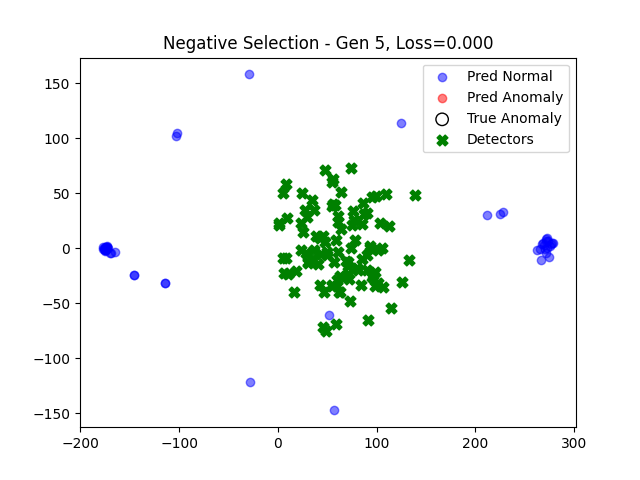 Negative Selection - Gen 5, Loss=0.000
Pred Normal
Pred Anomaly
True Anomaly
Detectors
150
100
50
0
−50
−100
−150
−200
−100
0
100
200
300